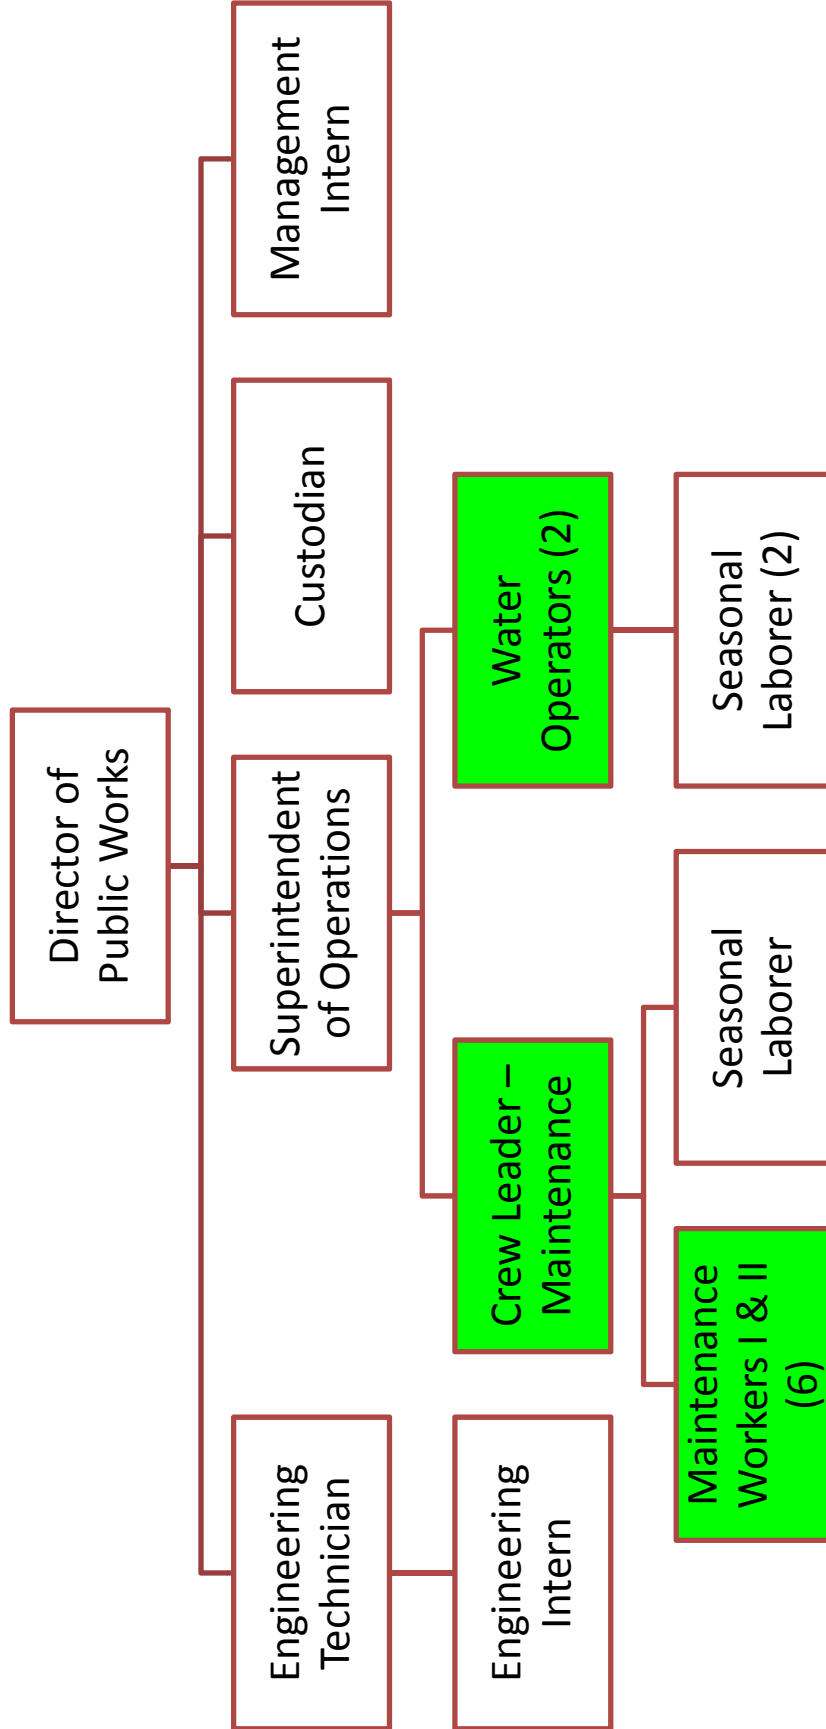 Director of
Public Works
Engineering
Technician
Superintendent
of Operations
Custodian
Management
Intern
Engineering
Intern
Crew Leader –
Maintenance
Water
Operators (2)
Maintenance
Workers I & II
(6)
Seasonal
Laborer
Seasonal
Laborer (2)